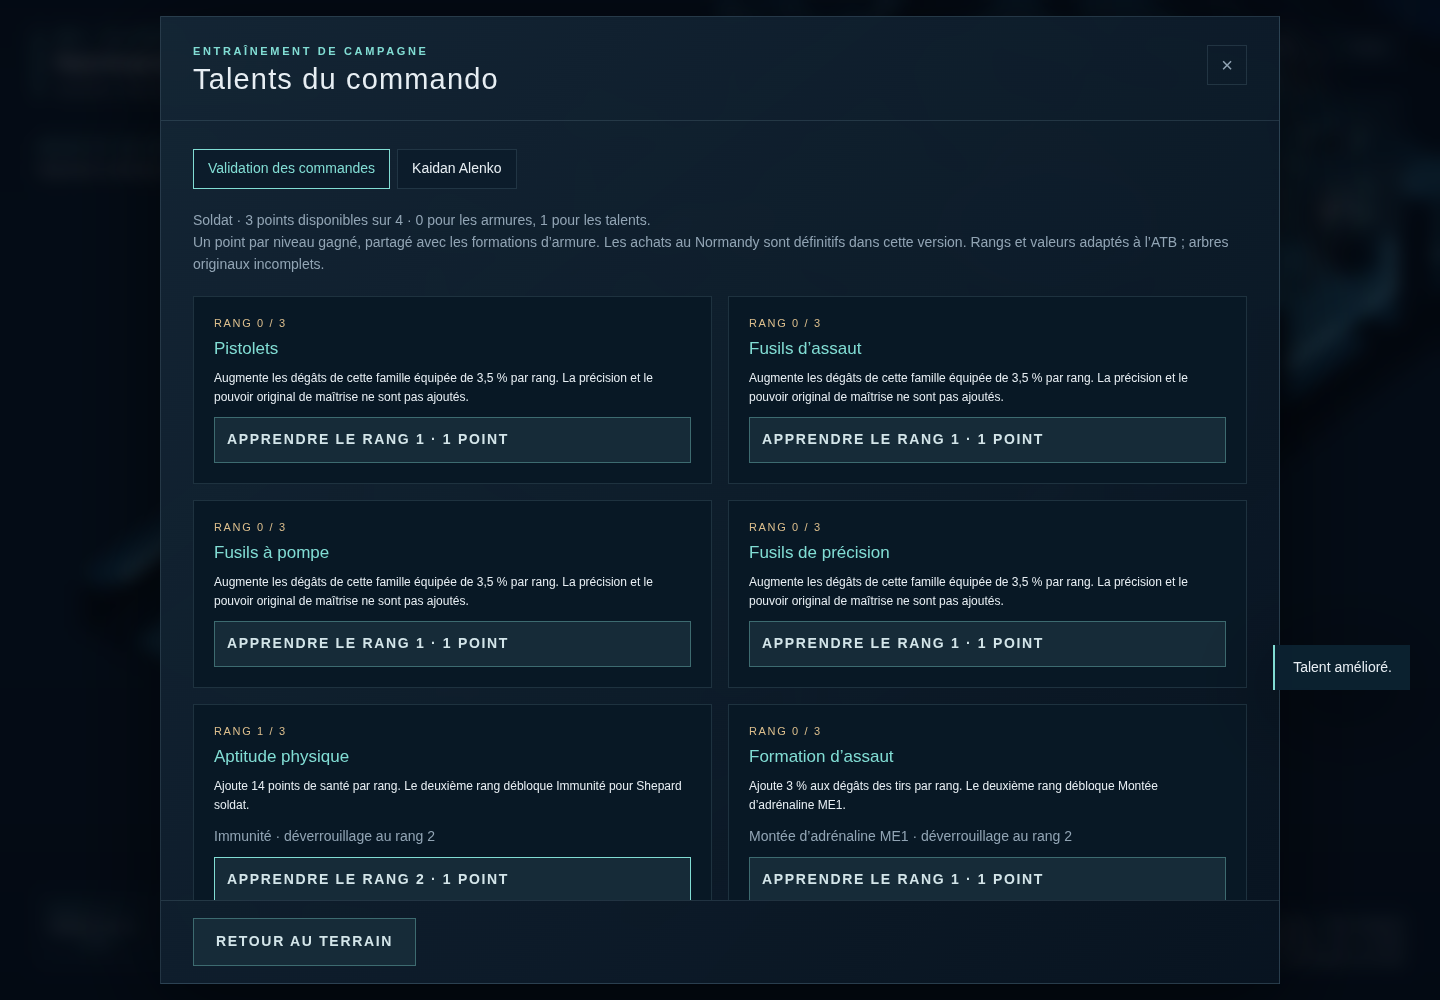 ENTRAÎNEMENT DE CAMPAGNE
Talents du commando
×
Validation des commandes
Kaidan Alenko
Soldat · 3 points disponibles sur 4 · 0 pour les armures, 1 pour les talents.
Un point par niveau gagné, partagé avec les formations d’armure. Les achats au Normandy sont définitifs dans cette version. Rangs et valeurs adaptés à l’ATB ; arbres
originaux incomplets.
RANG 0 / 3
Pistolets
Augmente les dégâts de cette famille équipée de 3,5 % par rang. La précision et le
pouvoir original de maîtrise ne sont pas ajoutés.
APPRENDRE LE RANG 1 · 1 POINT
RANG 0 / 3
Fusils d’assaut
Augmente les dégâts de cette famille équipée de 3,5 % par rang. La précision et le
pouvoir original de maîtrise ne sont pas ajoutés.
APPRENDRE LE RANG 1 · 1 POINT
RANG 0 / 3
Fusils à pompe
Augmente les dégâts de cette famille équipée de 3,5 % par rang. La précision et le
pouvoir original de maîtrise ne sont pas ajoutés.
APPRENDRE LE RANG 1 · 1 POINT
RANG 0 / 3
Fusils de précision
Augmente les dégâts de cette famille équipée de 3,5 % par rang. La précision et le
pouvoir original de maîtrise ne sont pas ajoutés.
APPRENDRE LE RANG 1 · 1 POINT
Talent amélioré.
RANG 1 / 3
Aptitude physique
Ajoute 14 points de santé par rang. Le deuxième rang débloque Immunité pour Shepard
soldat.
Immunité · déverrouillage au rang 2
APPRENDRE LE RANG 2 · 1 POINT
RANG 0 / 3
Formation d’assaut
Ajoute 3 % aux dégâts des tirs par rang. Le deuxième rang débloque Montée
d’adrénaline ME1.
Montée d’adrénaline ME1 · déverrouillage au rang 2
APPRENDRE LE RANG 1 · 1 POINT
RETOUR AU TERRAIN